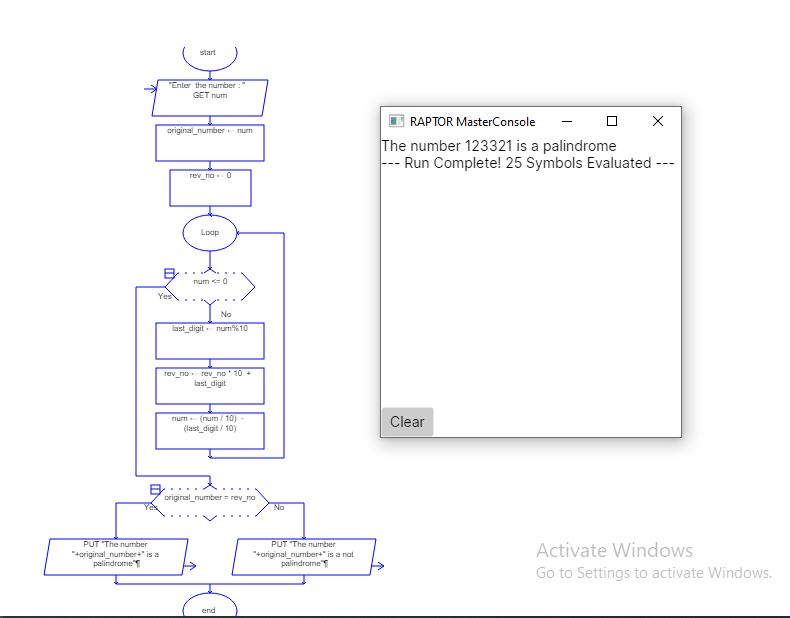 start
"Enter the number : "
GET num
original_number ← num
rev_no ← 0
Loop
num <= 0
Yes
No
last_digit ← num%10
rev_no ← rev_no * 10 +
last_digit
num ← (num / 10) -
(last_digit / 10)
original_number = rev_no
Yes
No
PUT "The number
"+original_number+" is a
palindrome"¶
PUT "The number
"+original_number+" is a not
palindrome"¶
end
RAPTOR MasterConsole
The number 123321 is a palindrome
--- Run Complete! 25 Symbols Evaluated ---
Clear
Activate Windows
Go to Settings to activate Windows.